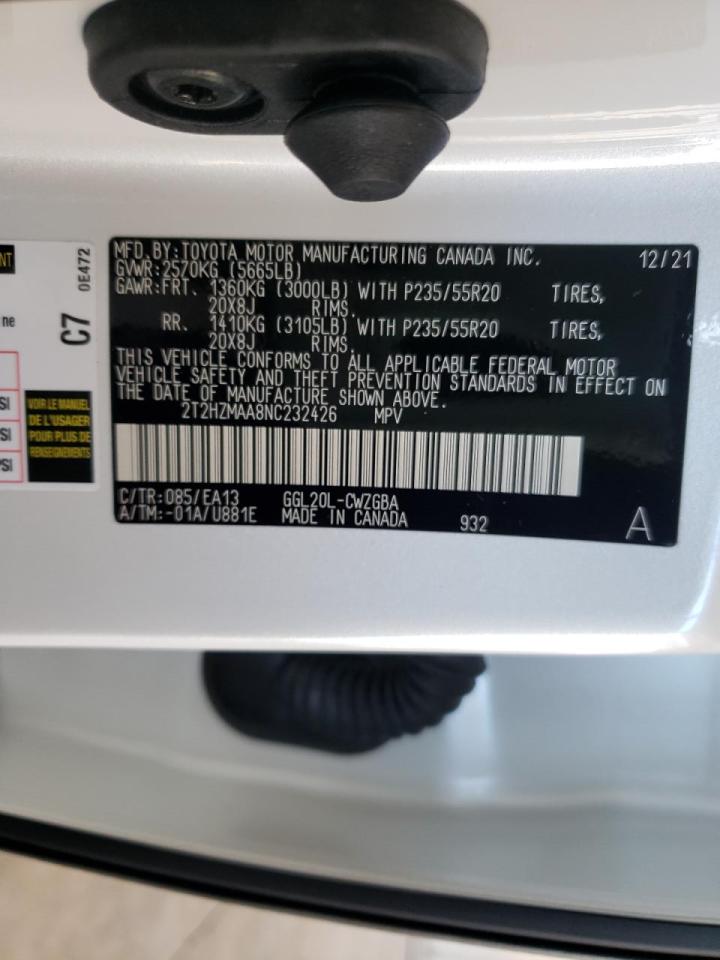 MFD.BY:TOYOTA MOTOR MANUFACTURING CANADA INC. 12/21
GVWR:2570KG (5665LB)
GAWR:FRT. 1360KG (3000LB) WITH P235/55R20 TIRES,
20X8J RIMS.
RR. 1410KG (3105LB) WITH P235/55R20 TIRES,
20X8J RIMS.
THIS VEHICLE CONFORMS TO ALL APPLICABLE FEDERAL MOTOR
VEHICLE SAFETY AND THEFT PREVENTION STANDARDS IN EFFECT ON
THE DATE OF MANUFACTURE SHOWN ABOVE.
2T2HZMAA8NC232426 MPV
C/TR:085/EA13 GGL20L-CWZGBA
A/TM:-01A/U881E MADE IN CANADA 932 A
C7 0E472
VOIR LE MANUEL
DE L'USAGER
POUR PLUS DE
RENSEIGNEMENTS